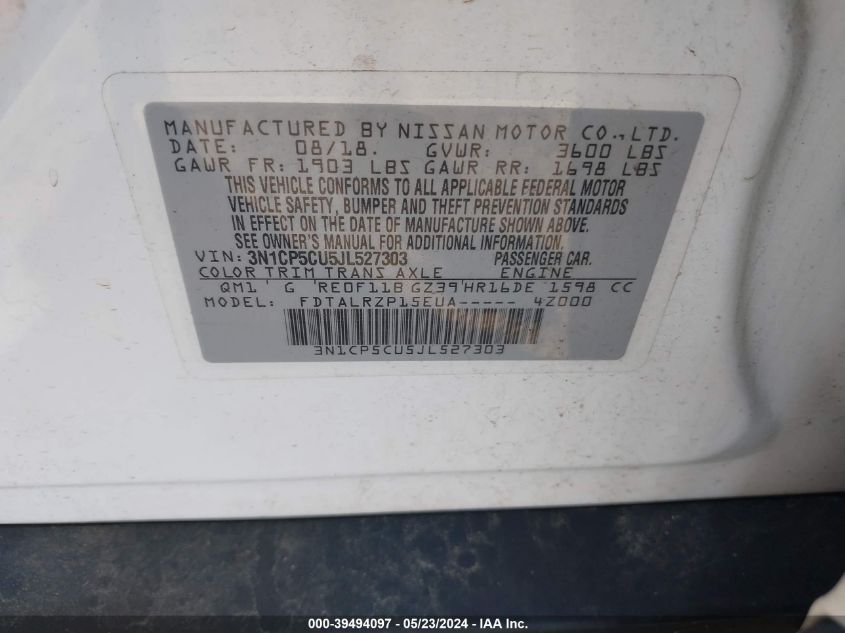 MANUFACTURED BY NISSAN MOTOR CO.,LTD.
DATE: 08/18. GVWR: 3600 LBS
GAWR FR: 1903 LBS GAWR RR: 1698 LBS
THIS VEHICLE CONFORMS TO ALL APPLICABLE FEDERAL MOTOR
VEHICLE SAFETY, BUMPER AND THEFT PREVENTION STANDARDS
IN EFFECT ON THE DATE OF MANUFACTURE SHOWN ABOVE.
SEE OWNER'S MANUAL FOR ADDITIONAL INFORMATION.
VIN: 3N1CP5CU5JL527303 PASSENGER CAR.
COLOR TRIM TRANS AXLE ENGINE
QM1 ' G 'RE0F11B GZ39'HR16DE 1598 CC
MODEL: FDTALRZP15EUA----- 4Z000
3N1CP5CU5JL527303
000-39494097 - 05/23/2024 - IAA Inc.